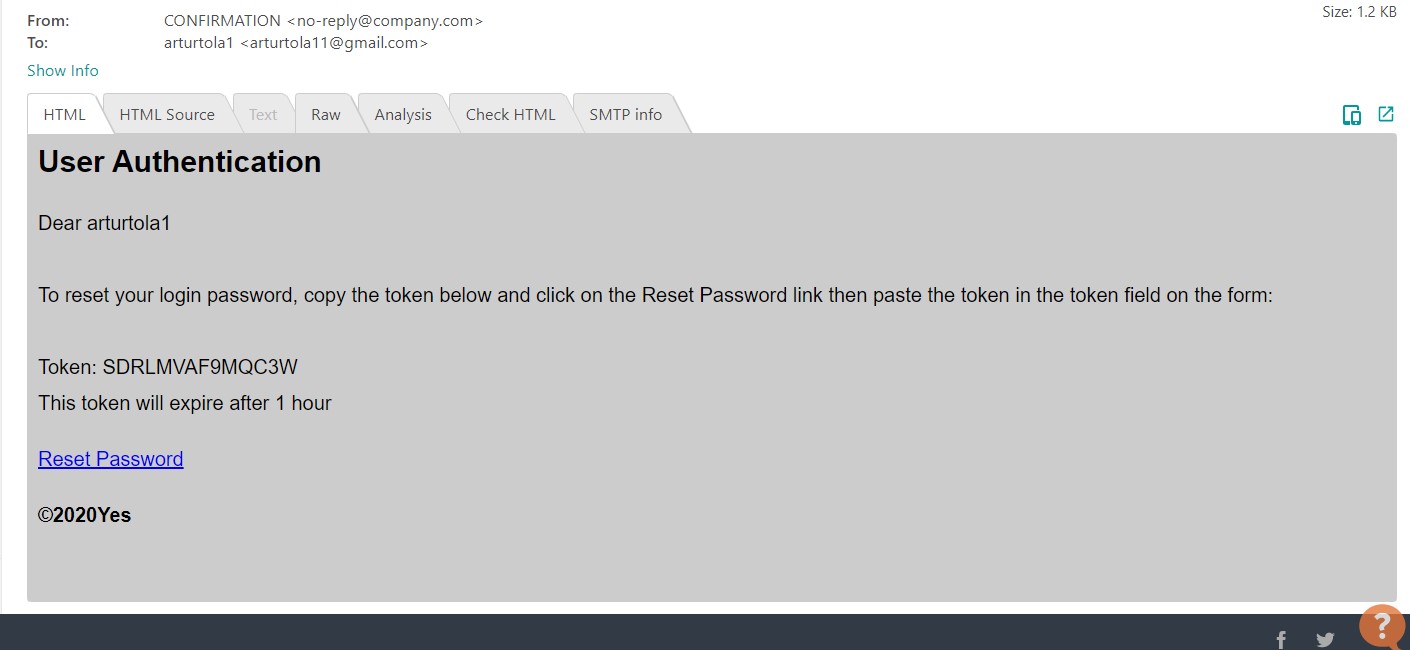 From: CONFIRMATION <no-reply@company.com>
Size: 1.2 KB
To: arturtola1 <arturtola11@gmail.com>
Show Info
HTML HTML Source Text Raw Analysis Check HTML SMTP info
User Authentication
Dear arturtola1
To reset your login password, copy the token below and click on the Reset Password link then paste the token in the token field on the form:
Token: SDRLMVAF9MQC3W
This token will expire after 1 hour
Reset Password
©2020Yes
?